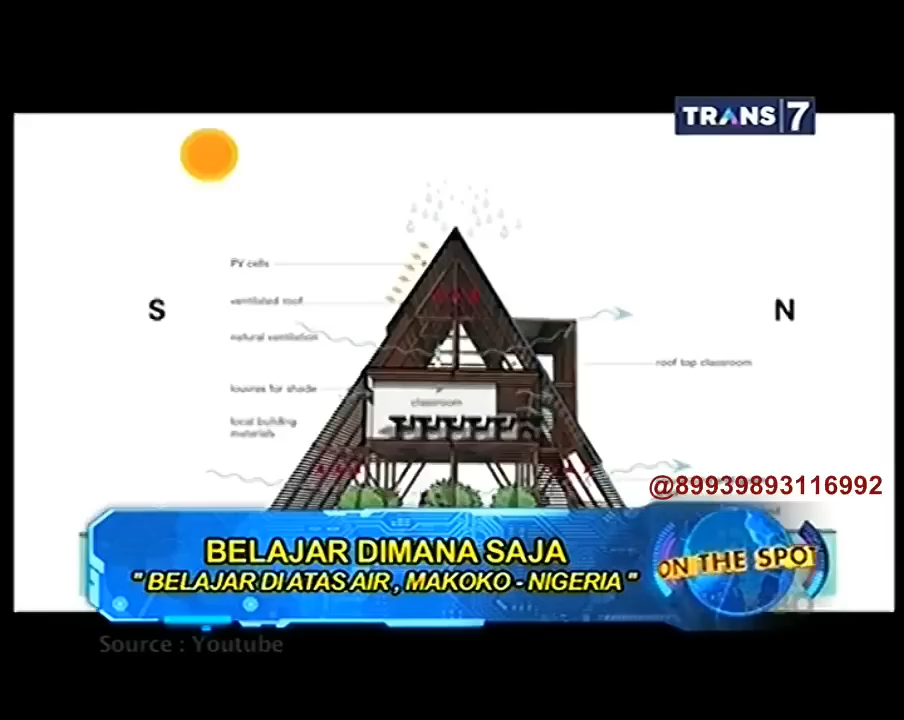 TRANS|7
PV cells
S
N
ventilated roof
natural ventilation
roof top classroom
louvres for shade
classroom
local building
materials
@89939893116992
BELAJAR DIMANA SAJA
" BELAJAR DI ATAS AIR , MAKOKO - NIGERIA "
ON THE SPOT
Source : Youtube